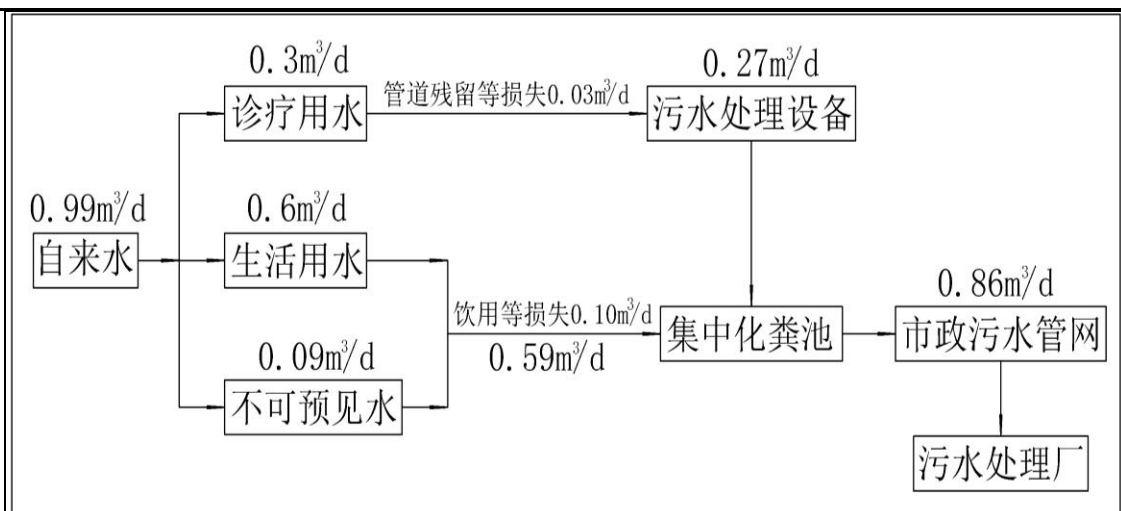 0.3m³/d
诊疗用水
管道残留等损失0.03m³/d
0.27m³/d
污水处理设备
0.99m³/d
自来水
0.6m³/d
生活用水
饮用等损失0.10m³/d
0.59m³/d
集中化粪池
0.86m³/d
市政污水管网
0.09m³/d
不可预见水
污水处理厂